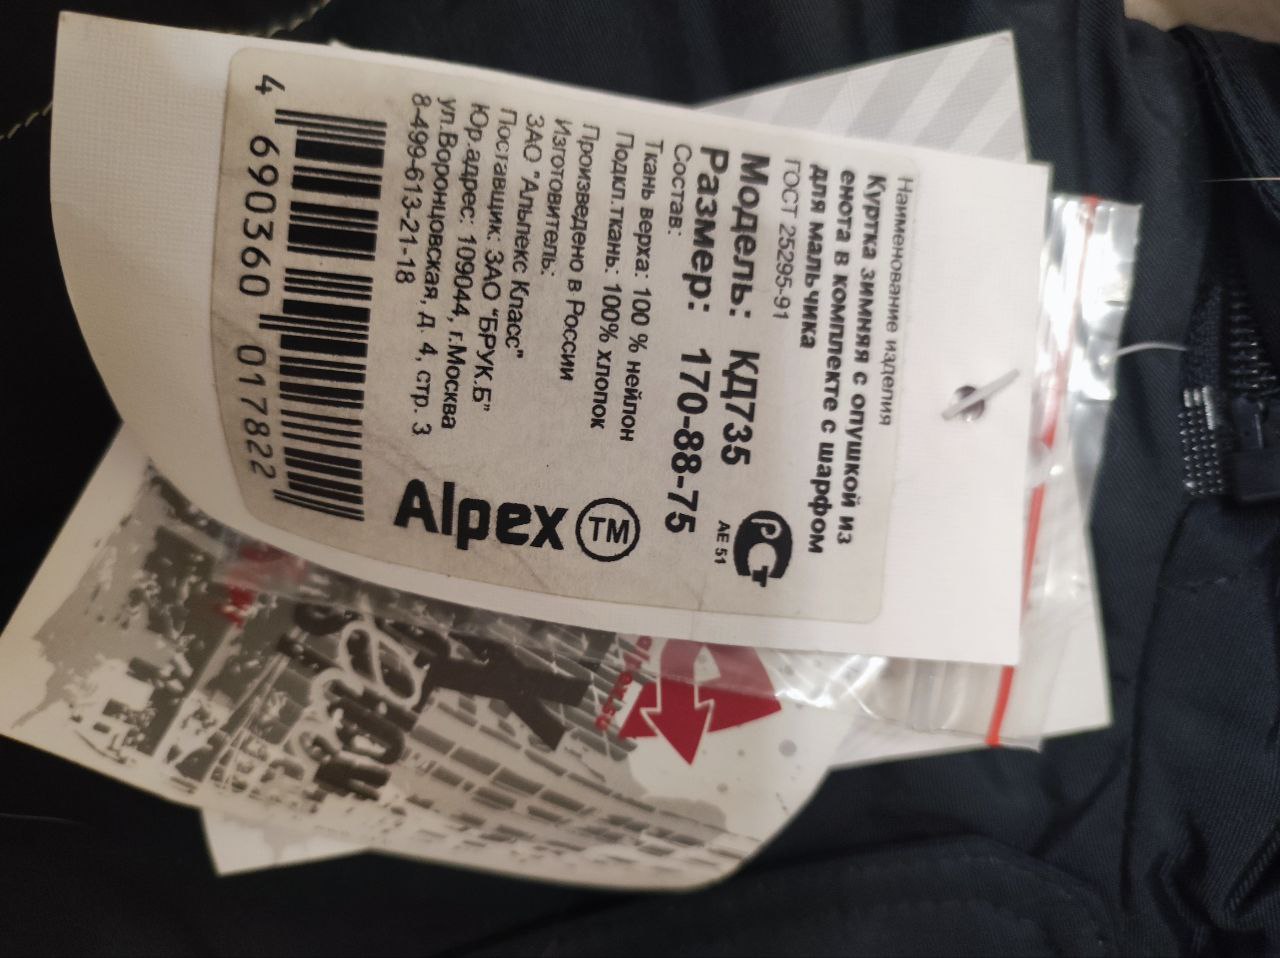 Наименование изделия
Куртка зимняя с опушкой из
енота в комплекте с шарфом
для мальчика
ГОСТ 25295-91
РСТ
АЕ 51
Модель: КД735
Размер: 170-88-75
Состав:
Ткань верха: 100 % нейлон
Подкл.ткань: 100% хлопок
Произведено в России
Изготовитель:
ЗАО "Альпекс Класс"
Поставщик: ЗАО "БРУК.Б"
Юр.адрес: 109044, г.Москва
ул.Воронцовская, д. 4, стр. 3
8-499-613-21-18
Alpex TM
4 690360 017822